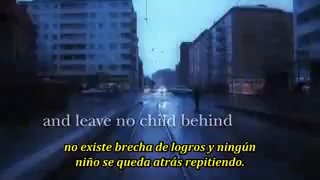 and leave no child behind
no existe brecha de logros y ningún
niño se queda atrás repitiendo.